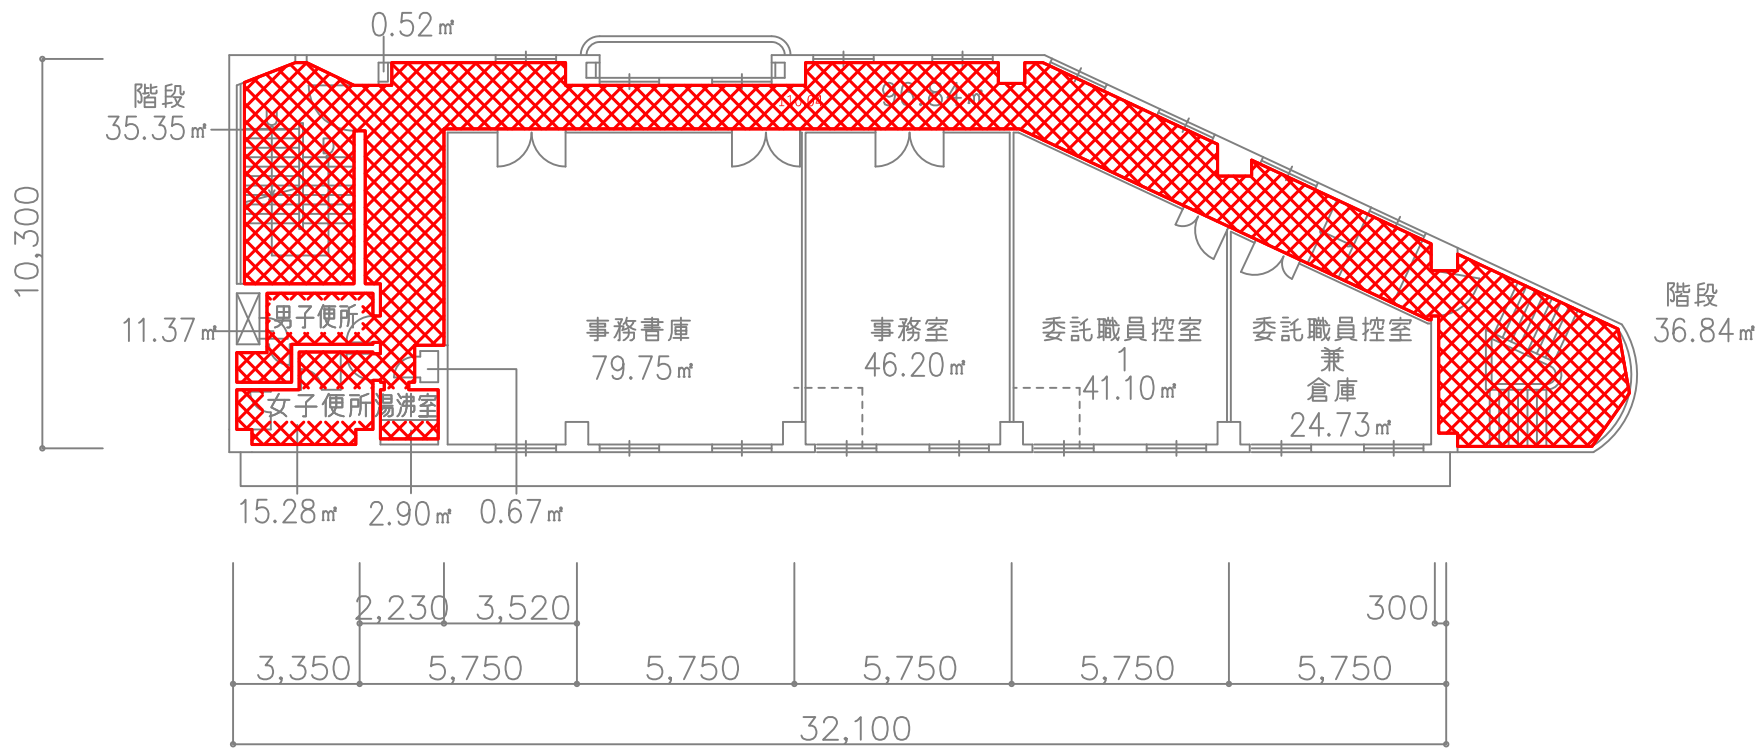 0.52㎡
階段
35.35㎡
10,300
11.37㎡
男子便所
女子便所
湯沸室
事務書庫
79.75㎡
事務室
46.20㎡
委託職員控室
1
41.10㎡
委託職員控室
兼
倉庫
24.73㎡
階段
36.84㎡
15.28㎡
2.90㎡
0.67㎡
2,230
3,520
300
3,350
5,750
5,750
5,750
5,750
5,750
32,100